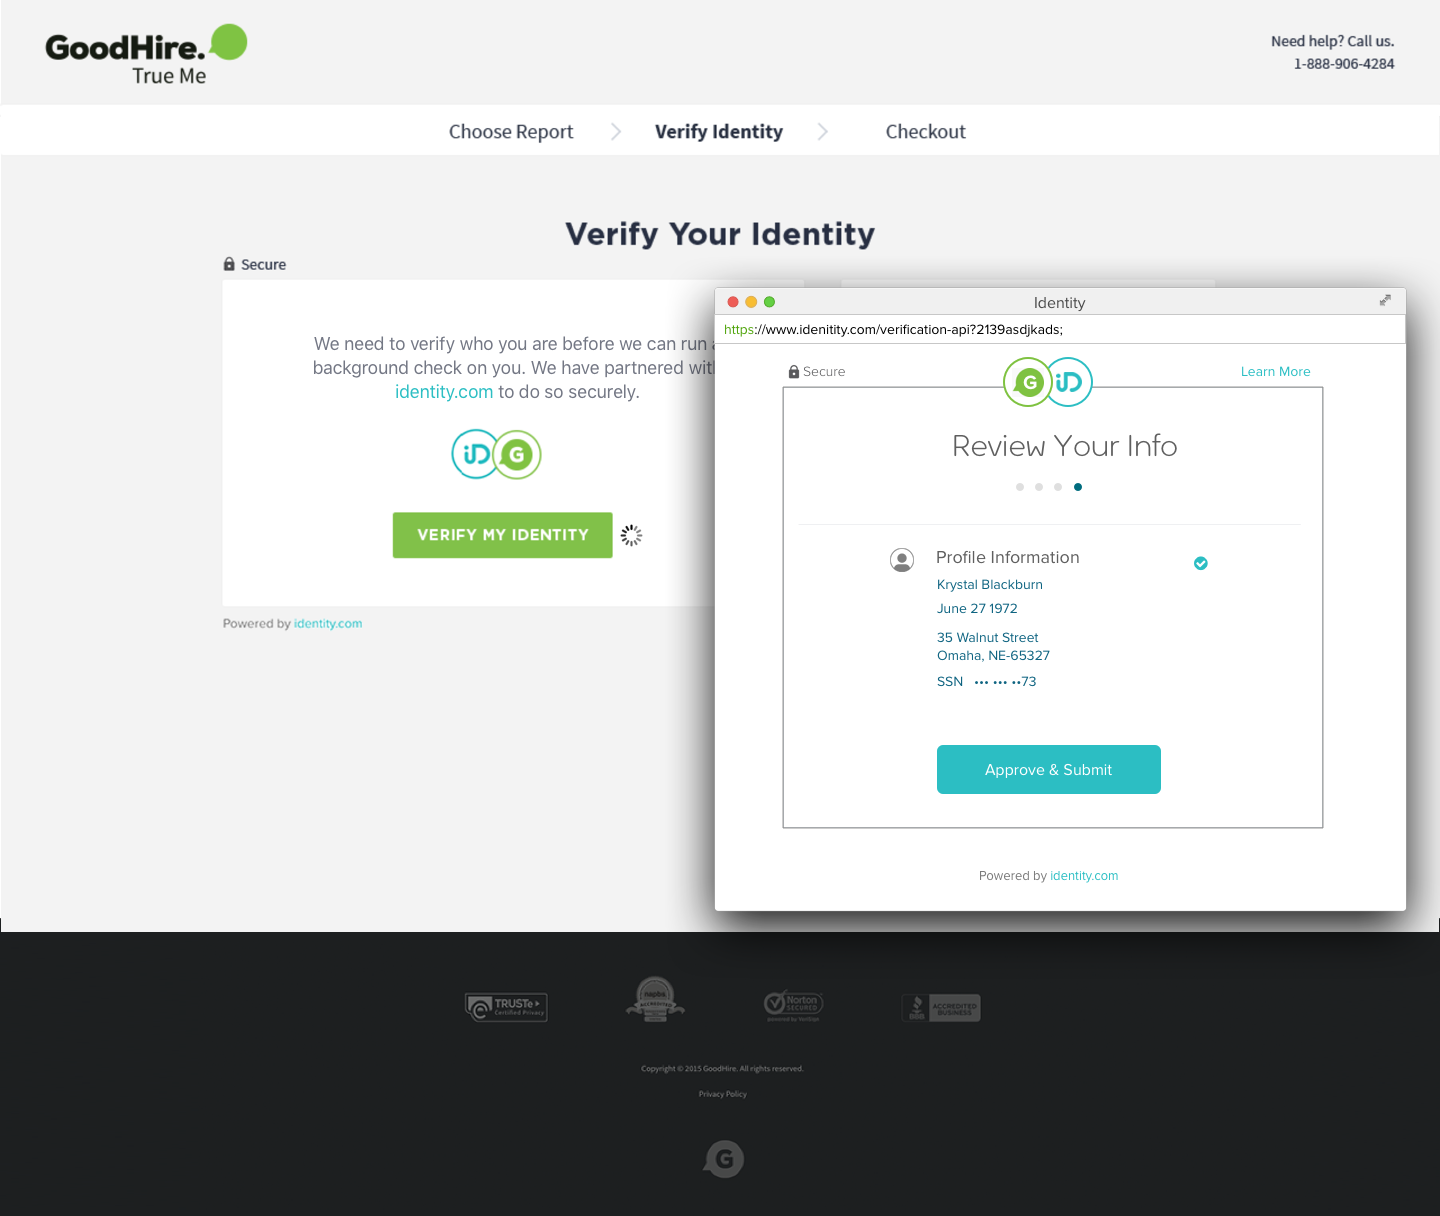 GoodHire.
True Me
Need help? Call us.
1-888-906-4284
Choose Report
Verify Identity
Checkout
Verify Your Identity
Secure
We need to verify who you are before we can run
background check on you. We have partnered
identity.com to do so securely.
iD G
VERIFY MY IDENTITY
Powered by identity.com
Identity
https://www.idenitity.com/verification-api?2139asdjkads;
Secure
G iD
Learn More
Review Your Info
Profile Information
Krystal Blackburn
June 27 1972
35 Walnut Street
Omaha, NE-65327
SSN ••• ••• ••73
Approve & Submit
Powered by identity.com
TRUSTe
Certified Privacy
napbs
ACCREDITED
Norton
SECURED
powered by VeriSign
BBB
ACCREDITED
BUSINESS
Copyright © 2015 GoodHire. All rights reserved.
Privacy Policy
G